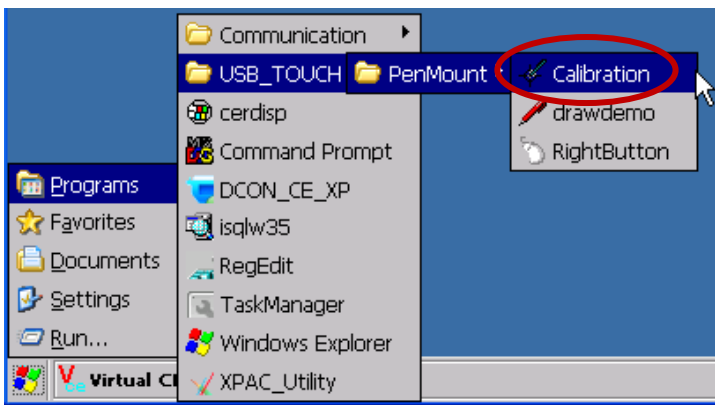 Communication
USB_TOUCH
PenMount
Calibration
cerdisp
drawdemo
Command Prompt
RightButton
Programs
DCON_CE_XP
Favorites
isqlw35
Documents
RegEdit
Settings
TaskManager
Run...
Windows Explorer
Virtual C
XPAC_Utility